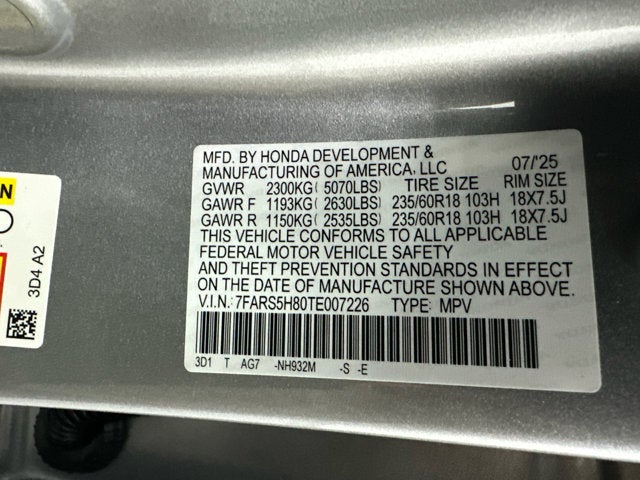 MFD. BY HONDA DEVELOPMENT &
MANUFACTURING OF AMERICA, LLC 07/'25
GVWR 2300KG( 5070LBS) TIRE SIZE RIM SIZE
GAWR F 1193KG( 2630LBS) 235/60R18 103H 18X7.5J
GAWR R 1150KG( 2535LBS) 235/60R18 103H 18X7.5J
THIS VEHICLE CONFORMS TO ALL APPLICABLE
FEDERAL MOTOR VEHICLE SAFETY
AND THEFT PREVENTION STANDARDS IN EFFECT
ON THE DATE OF MANUFACTURE SHOWN ABOVE.
V.I.N.: 7FARS5H80TE007226 TYPE: MPV
3D1 T AG7 -NH932M -S -E
3D4 A2